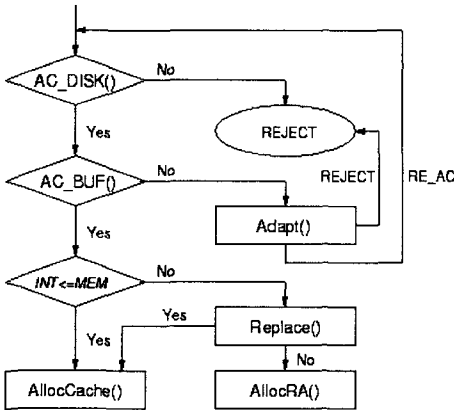 AC_DISK()
No
Yes
REJECT
AC_BUF()
No
REJECT
RE_AC
Yes
Adapt()
INT<=MEM
No
Yes
Replace()
Yes
No
AllocCache()
AllocRA()